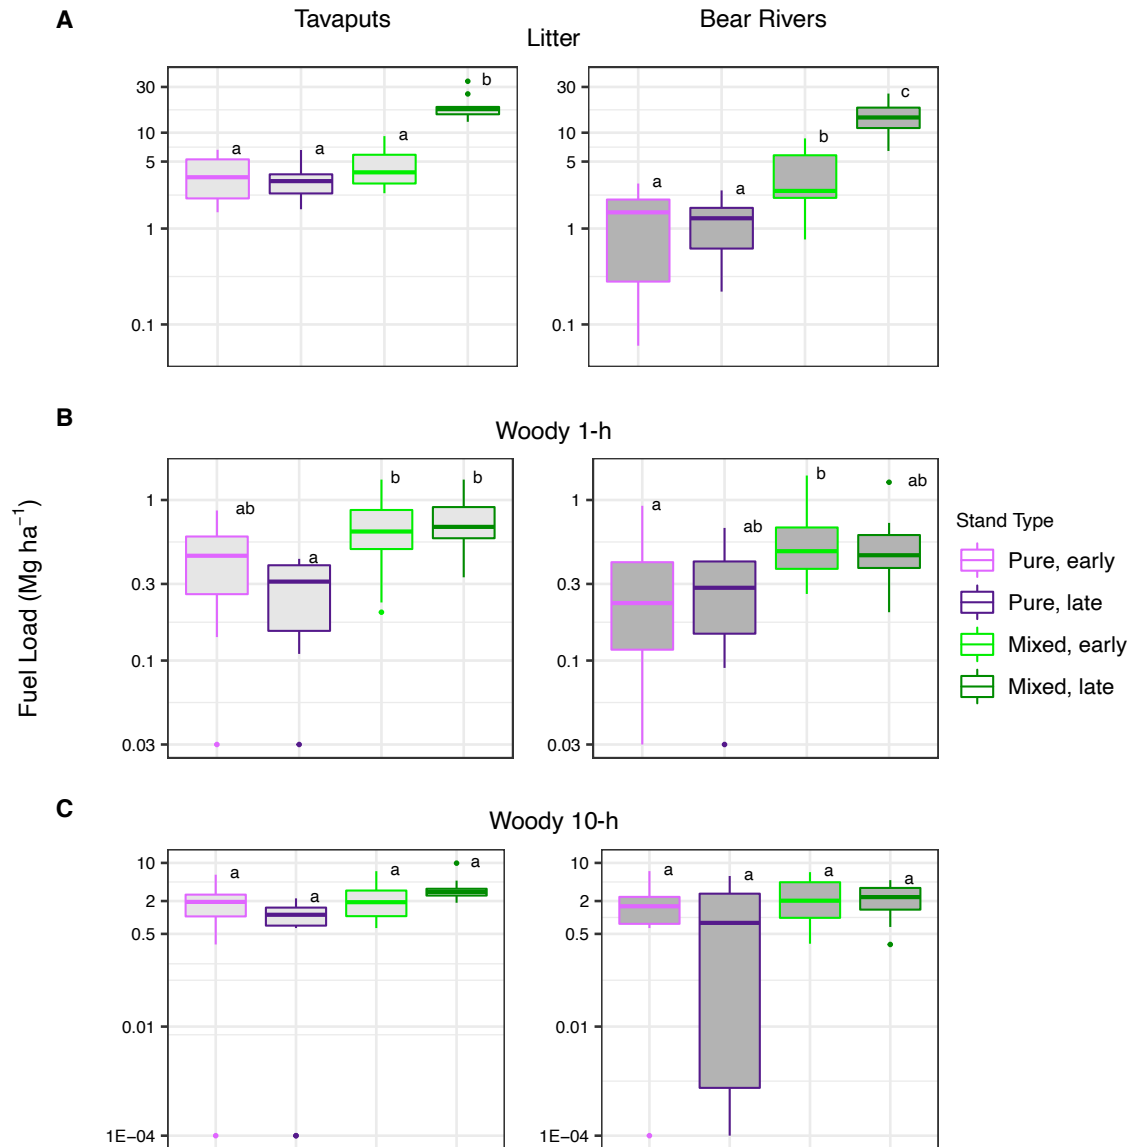 A
Tavaputs
Bear Rivers
Litter
30
10
5
1
0.1
a
a
a
b
30
10
5
1
0.1
a
a
b
c
B
Woody 1-h
1
0.3
0.1
0.03
ab
a
b
b
1
0.3
0.1
0.03
a
ab
b
ab
Fuel Load (Mg ha−1)
Stand Type
Pure, early
Pure, late
Mixed, early
Mixed, late
C
Woody 10-h
10
2
0.5
0.01
1E−04
a
a
a
a
10
2
0.5
0.01
1E−04
a
a
a
a